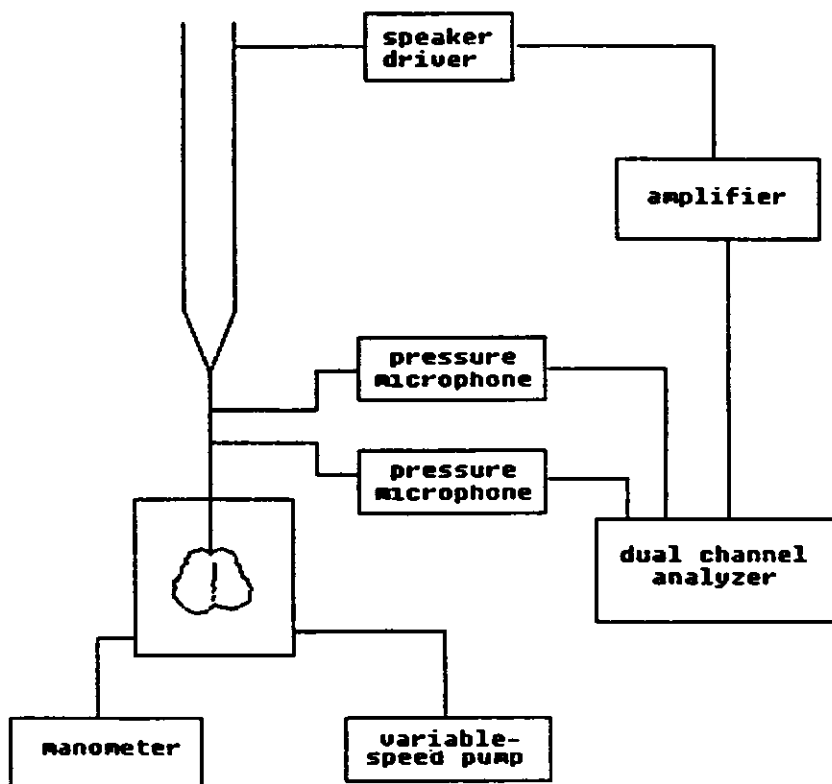 speaker
driver
amplifier
pressure
microphone
pressure
microphone
dual channel
analyzer
manometer
variable-
speed pump